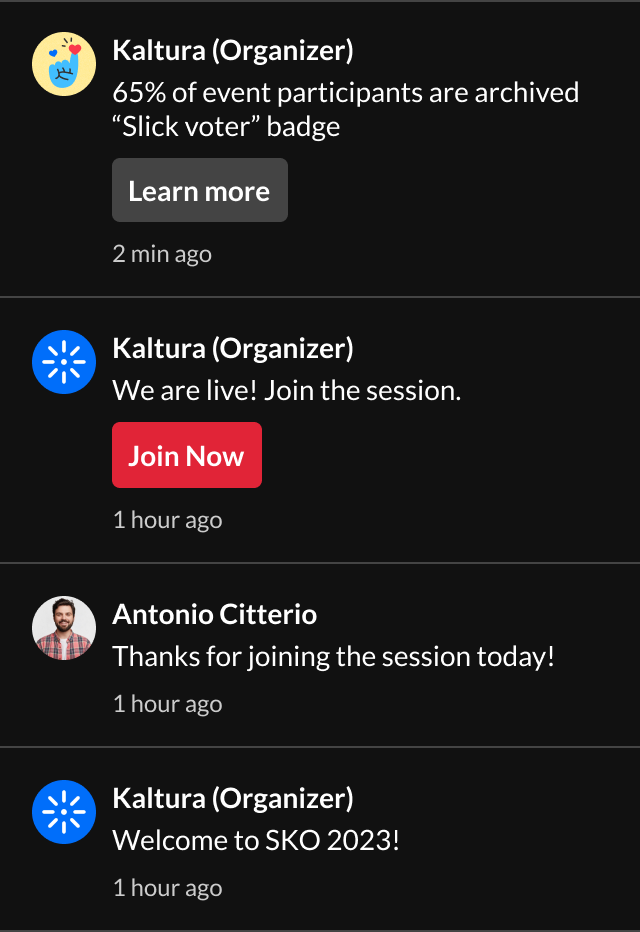 Kaltura (Organizer)
65% of event participants are archived
“Slick voter” badge
Learn more
2 min ago
Kaltura (Organizer)
We are live! Join the session.
Join Now
1 hour ago
Antonio Citterio
Thanks for joining the session today!
1 hour ago
Kaltura (Organizer)
Welcome to SKO 2023!
1 hour ago